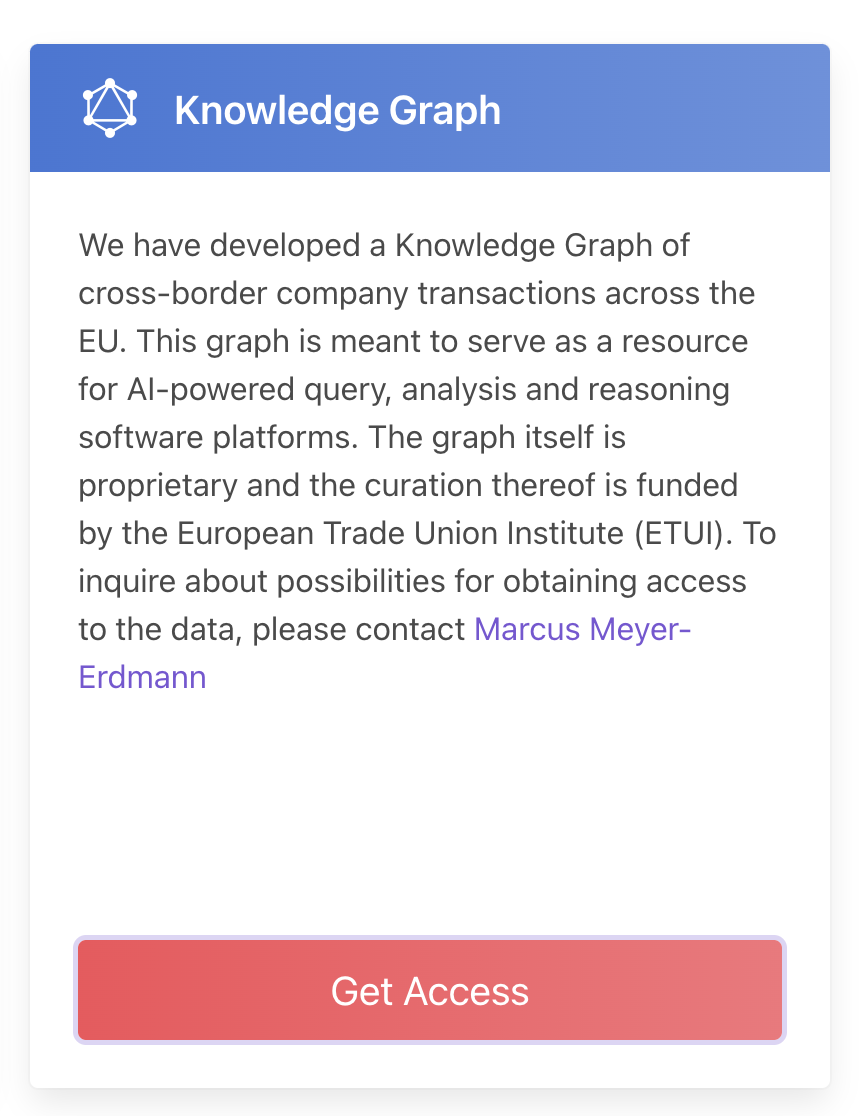 Knowledge Graph
We have developed a Knowledge Graph of
cross-border company transactions across the
EU. This graph is meant to serve as a resource
for AI-powered query, analysis and reasoning
software platforms. The graph itself is
proprietary and the curation thereof is funded
by the European Trade Union Institute (ETUI). To
inquire about possibilities for obtaining access
to the data, please contact Marcus Meyer-
Erdmann
Get Access